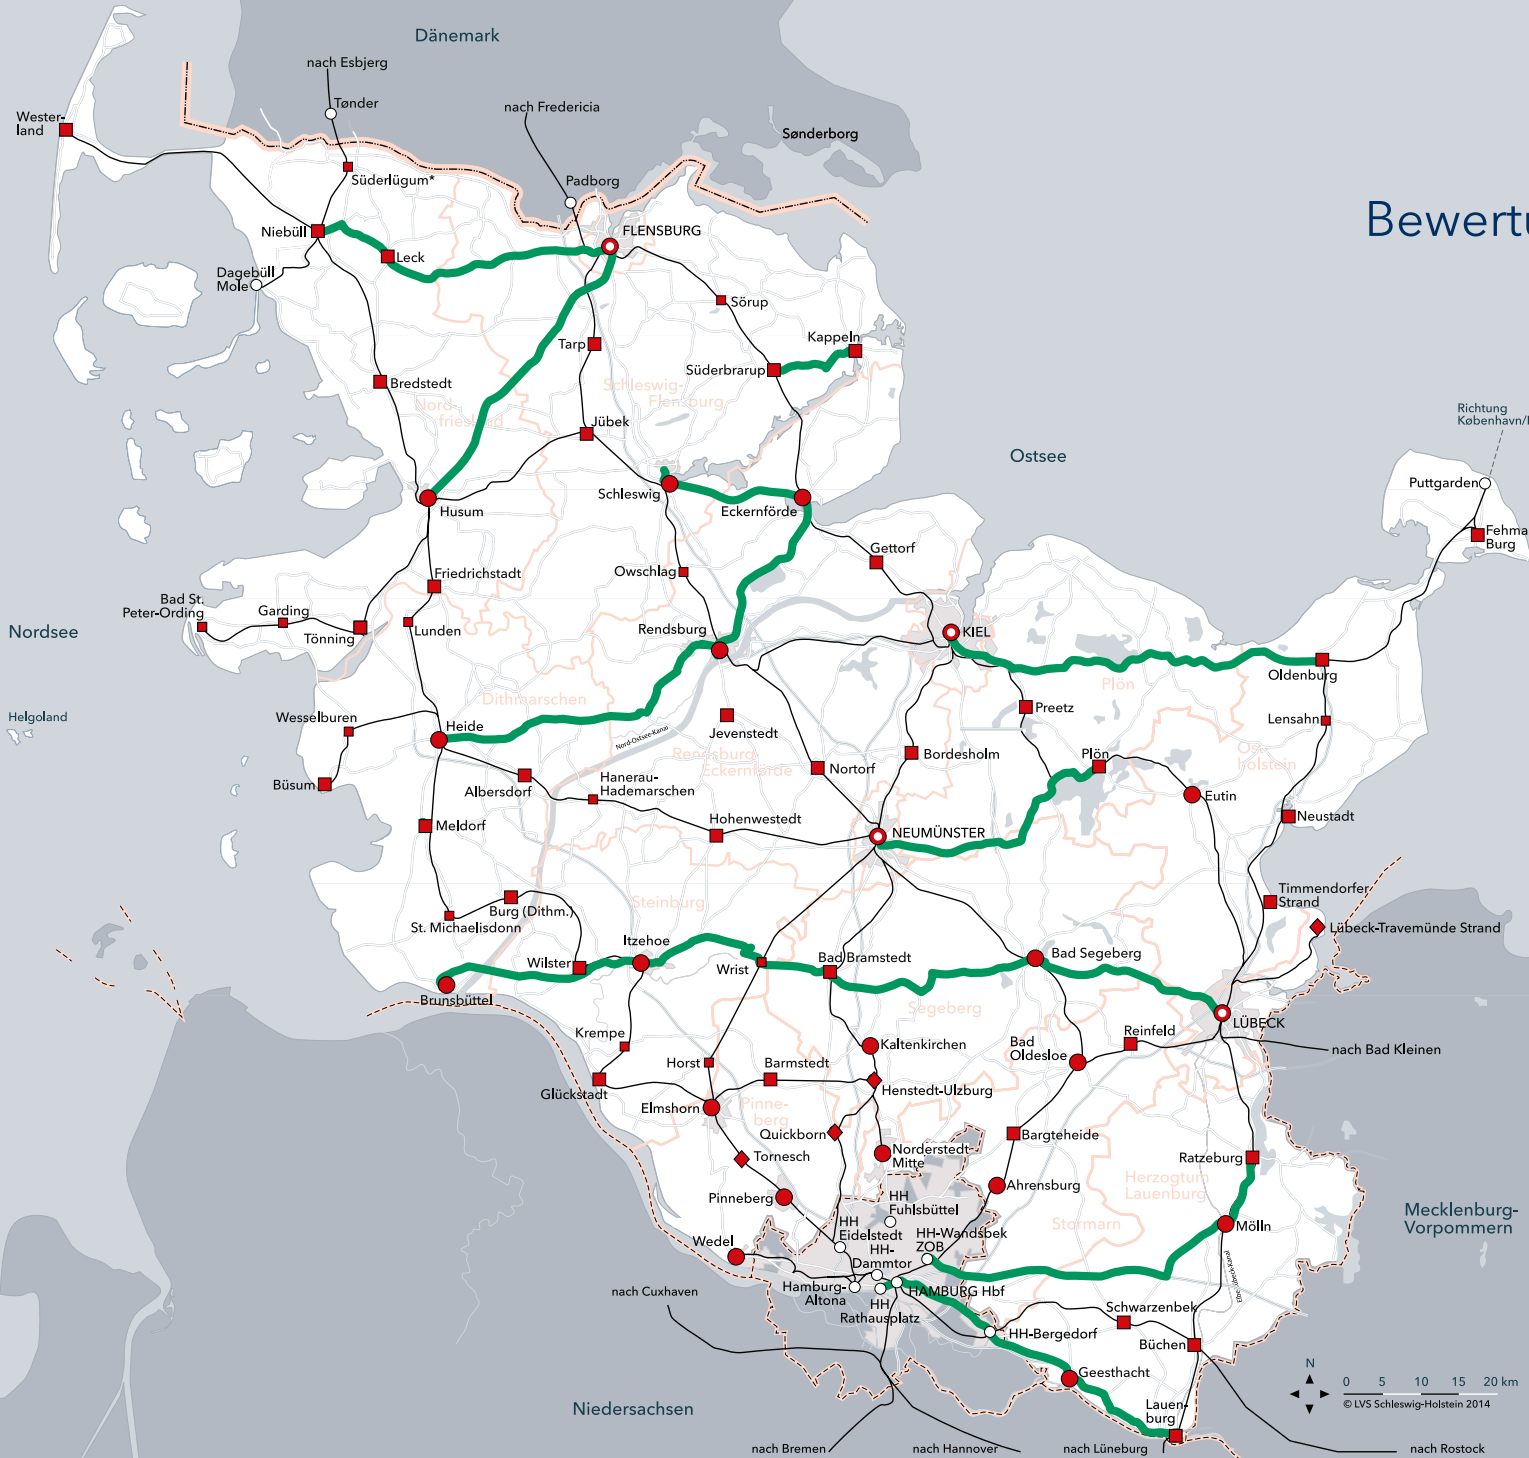 Dänemark
nach Esbjerg
Tønder
nach Fredericia
Wester-
land
Sønderborg
Süderlügum*
Padborg
Bewertu
Niebüll
FLENSBURG
Leck
Dagebüll
Mole
Sörup
Kappeln
Tarp
Süderbrarup
Bredstedt
Schleswig-
Flensburg
Nord-
friesland
Richtung
København/
Jübek
Ostsee
Puttgarden
Schleswig
Eckernförde
Husum
Fehma
Burg
Gettorf
Owschlag
Friedrichstadt
Bad St.
Peter-Ording
Garding
Tönning
Lunden
Nordsee
Rendsburg
KIEL
Oldenburg
Plön
Dithmarschen
Helgoland
Wesselburen
Heide
Preetz
Lensahn
Jevenstedt
Nord-Ostsee-Kanal
Rendsburg-
Eckernförde
Nortorf
Bordesholm
Plön
Ost-
holstein
Büsum
Albersdorf
Hanerau-
Hademarschen
Eutin
Meldorf
Hohenwestedt
NEUMÜNSTER
Neustadt
Steinburg
Timmendorfer
Strand
Burg (Dithm.)
St. Michaelisdonn
Lübeck-Travemünde Strand
Itzehoe
Wilster
Wrist
Bad Bramstedt
Bad Segeberg
Brunsbüttel
Segeberg
LÜBECK
Krempe
Kaltenkirchen
Bad
Oldesloe
Reinfeld
nach Bad Kleinen
Horst
Barmstedt
Glückstadt
Henstedt-Ulzburg
Elmshorn
Pinne-
berg
Quickborn
Bargteheide
Norderstedt-
Mitte
Tornesch
Ratzeburg
Herzogtum
Lauenburg
Ahrensburg
Pinneberg
HH
Fuhlsbüttel
Stormarn
Mölln
Mecklenburg-
Vorpommern
Wedel
HH
Eidelstedt
HH-Wandsbek
ZOB
HH-
Dammtor
Elbe-Lübeck-Kanal
nach Cuxhaven
Hamburg-
Altona
HAMBURG Hbf
HH
Rathausplatz
Schwarzenbek
HH-Bergedorf
Büchen
Geesthacht
N
0 5 10 15 20 km
© LVS Schleswig-Holstein 2014
Niedersachsen
Lauen-
burg
nach Bremen
nach Hannover
nach Lüneburg
nach Rostock